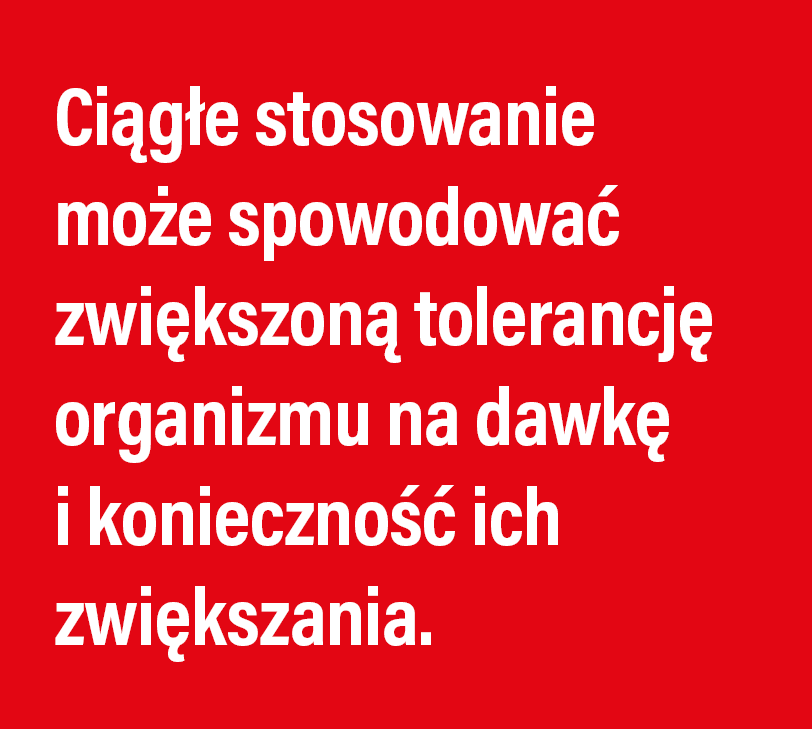 Ciągłe stosowanie
może spowodować
zwiększoną tolerancję
organizmu na dawkę
i konieczność ich
zwiększania.